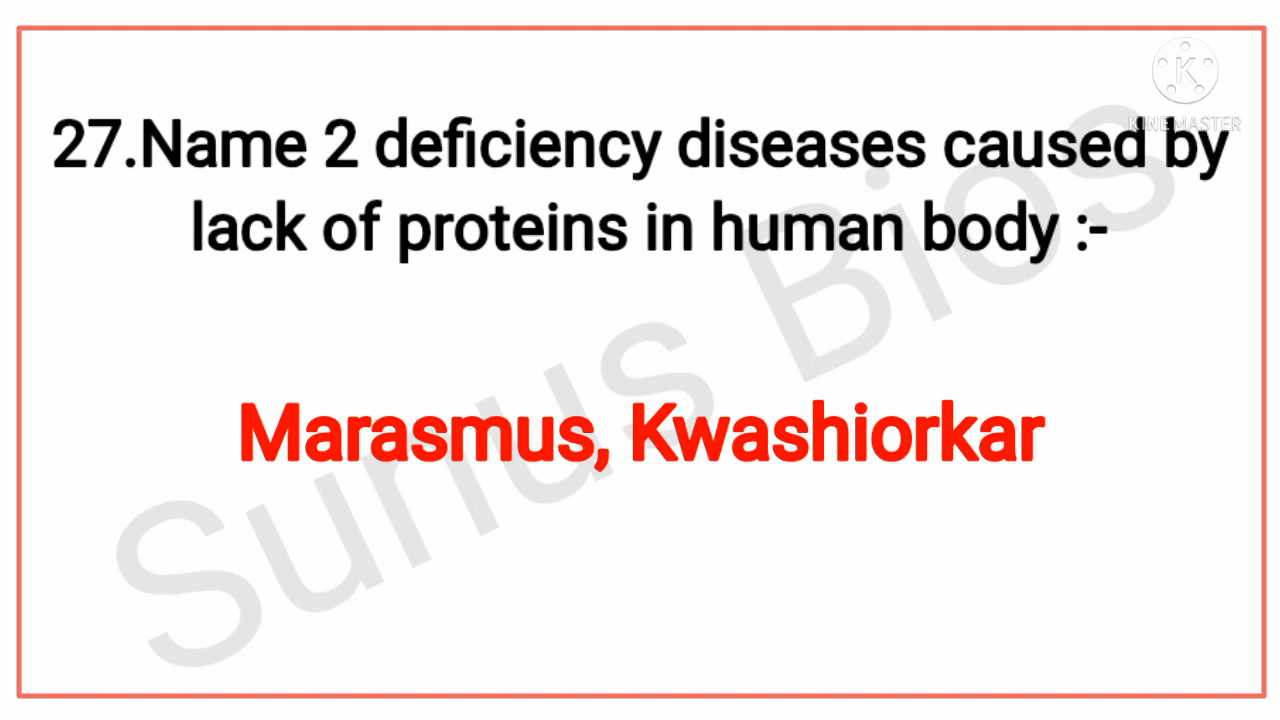 KINEMASTER
27.Name 2 deficiency diseases caused by
lack of proteins in human body :-
Marasmus, Kwashiorkar
Sunus Bios